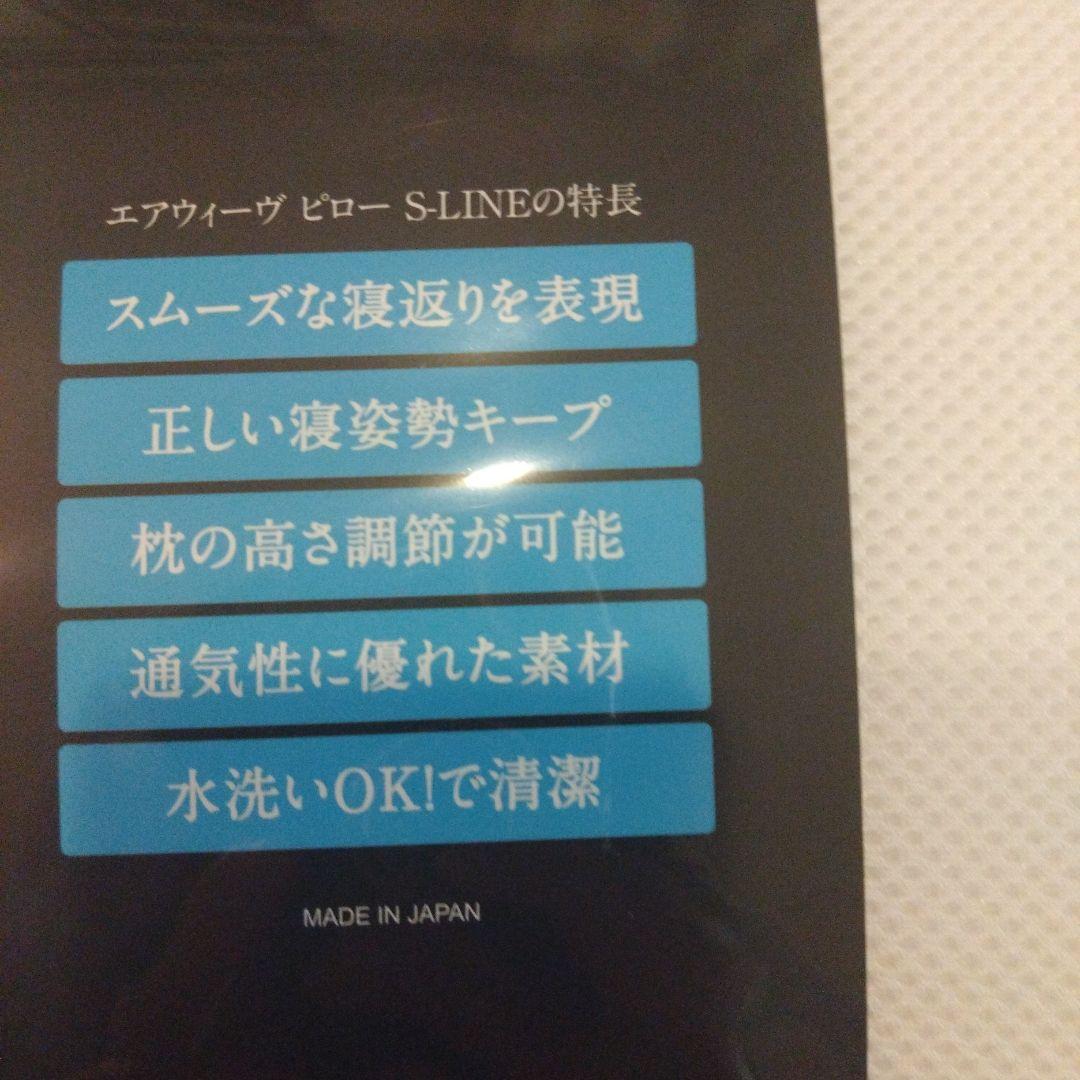 エアウィーヴ ピロー S-LINEの特長
スムーズな寝返りを表現
正しい寝姿勢キープ
枕の高さ調節が可能
通気性に優れた素材
水洗いOK!で清潔
MADE IN JAPAN